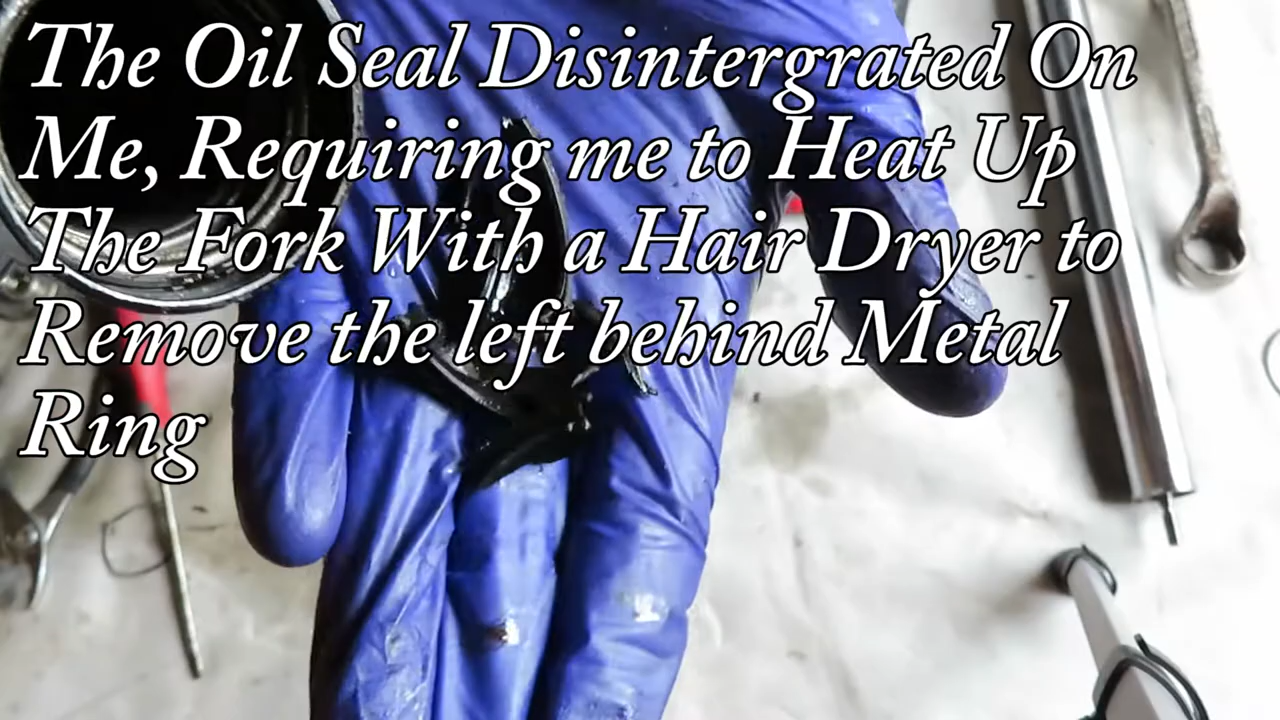 The Oil Seal Disintergrated On
Me, Requiring me to Heat Up
The Fork With a Hair Dryer to
Remove the left behind Metal
Ring